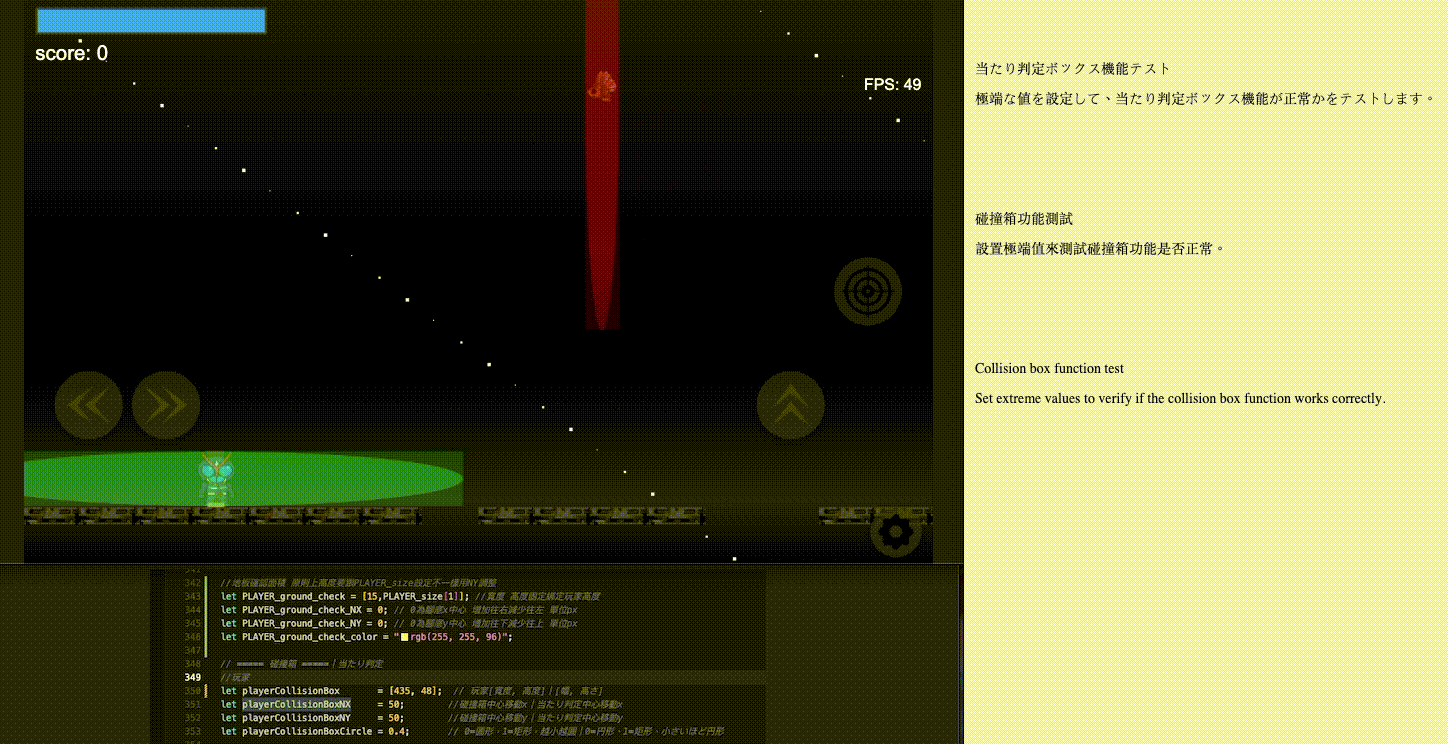 score: 0
FPS: 49
当たり判定ボックス機能テスト
極端な値を設定して、当たり判定ボックス機能が正常かをテストします。
碰撞箱功能測試
設置極端值來測試碰撞箱功能是否正常。
Collision box function test
Set extreme values to verify if the collision box function works correctly.
341
342 //地板確認面積 原則上高度要跟PLAYER_size設定不一樣用NY調整
343 let PLAYER_ground_check = [15,PLAYER_size[1]]; //寬度 高度固定綁定玩家高度
344 let PLAYER_ground_check_NX = 0; // 0為腳底x中心 增加往右減少往左 單位px
345 let PLAYER_ground_check_NY = 0; // 0為腳底y中心 增加往下減少往上 單位px
346 let PLAYER_ground_check_color = "rgb(255, 255, 96)";
347
348 // ===== 碰撞箱 =====｜当たり判定
349 //玩家
350 let playerCollisionBox = [435, 48]; // 玩家[寬度, 高度]｜[幅, 高さ]
351 let playerCollisionBoxNX = 50; //碰撞箱中心移動x｜当たり判定中心移動x
352 let playerCollisionBoxNY = 50; //碰撞箱中心移動y｜当たり判定中心移動y
353 let playerCollisionBoxCircle = 0.4; // 0=圓形、1=矩形、越小越圓｜0=円形、1=矩形、小さいほど円形